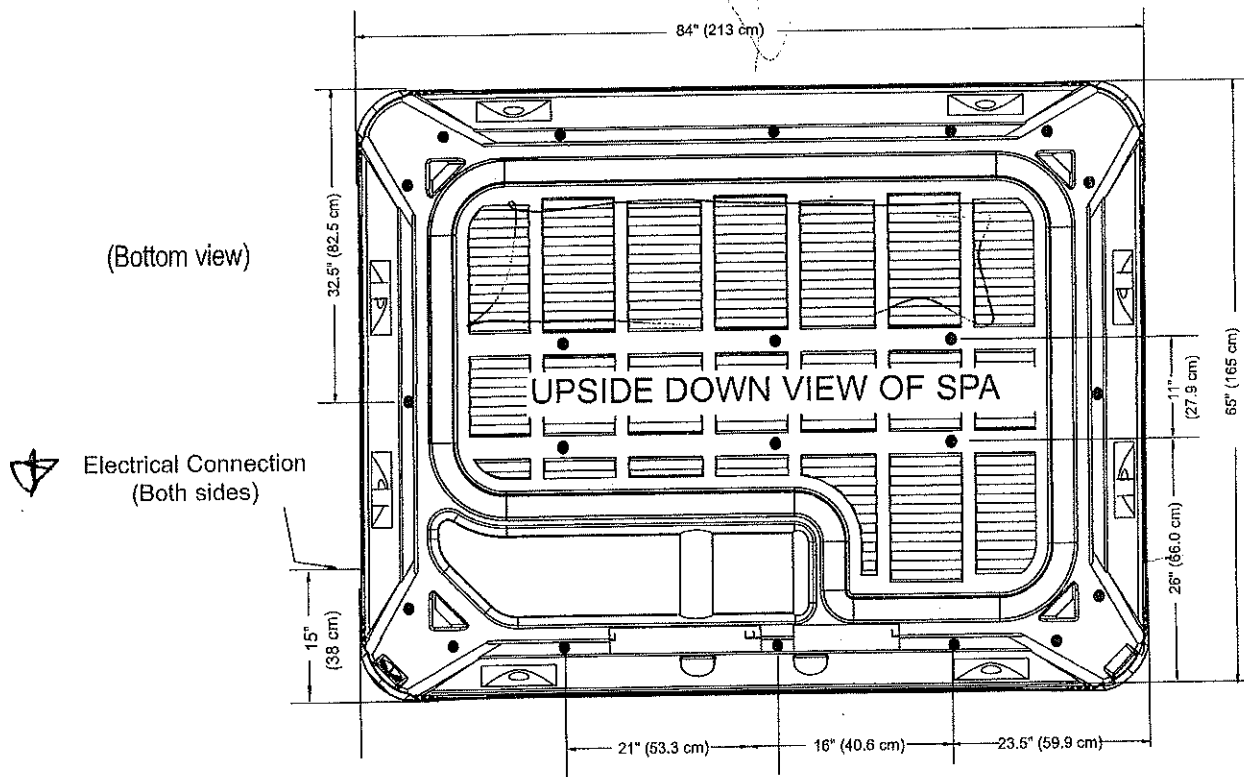 84" (213 cm)
(Bottom view)
32.5" (82.5 cm)
UPSIDE DOWN VIEW OF SPA
11"
(27.9 cm)
65" (165 cm)
Electrical Connection
(Both sides)
26" (66.0 cm)
15"
(38 cm)
21" (53.3 cm)
16" (40.6 cm)
23.5" (59.9 cm)